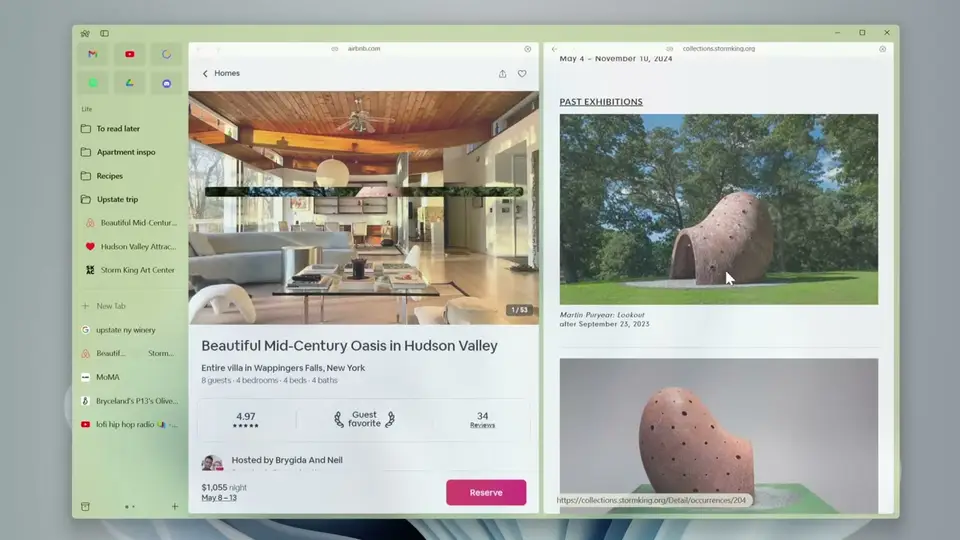 Life
To read later
Apartment inspo
Recipes
Upstate trip
Beautiful Mid-Centur...
Hudson Valley Attrac...
Storm King Art Center
New Tab
upstate ny winery
Beautif...
Storm...
MoMA
Bryceland's P13's Olive...
lofi hip hop radio
airbnb.com
Homes
1 / 53
Beautiful Mid-Century Oasis in Hudson Valley
Entire villa in Wappingers Falls, New York
8 guests · 4 bedrooms · 4 beds · 4 baths
4.97
Guest
favorite
34
Reviews
Hosted by Brygida And Neil
$1,055 night
May 8 – 13
Reserve
collections.stormking.org
May 4 – November 10, 2024
PAST EXHIBITIONS
Martin Puryear: Lookout
after September 23, 2023
https://collections.stormking.org/Detail/occurrences/204